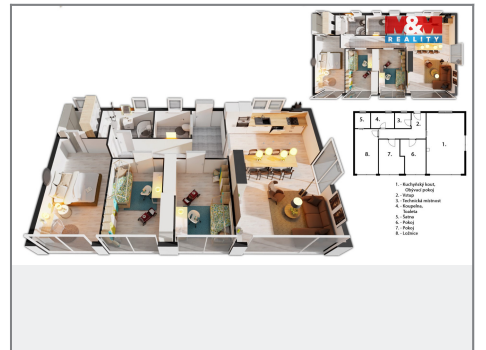 M&M
REALITY
5.
4.
3.
2.
1.
8.
7.
6.
1. - Kuchyňský kout,
Obývací pokoj
2. - Vstup
3. - Technická místnost
4. - Koupelna,
Toaleta
5. - Šatna
6. - Pokoj
7. - Pokoj
8. - Ložnice